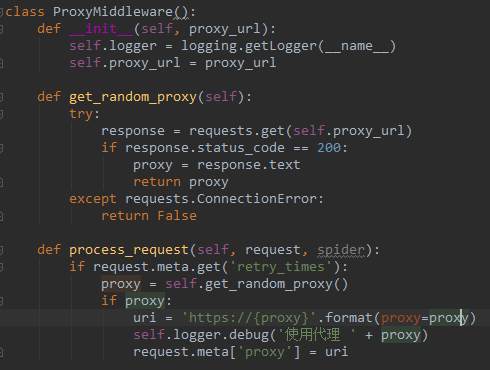 class ProxyMiddleware():
def __init__(self, proxy_url):
self.logger = logging.getLogger(__name__)
self.proxy_url = proxy_url
def get_random_proxy(self):
try:
response = requests.get(self.proxy_url)
if response.status_code == 200:
proxy = response.text
return proxy
except requests.ConnectionError:
return False
def process_request(self, request, spider):
if request.meta.get('retry_times'):
proxy = self.get_random_proxy()
if proxy:
uri = 'https://{proxy}'.format(proxy=proxy)
self.logger.debug('使用代理 ' + proxy)
request.meta['proxy'] = uri